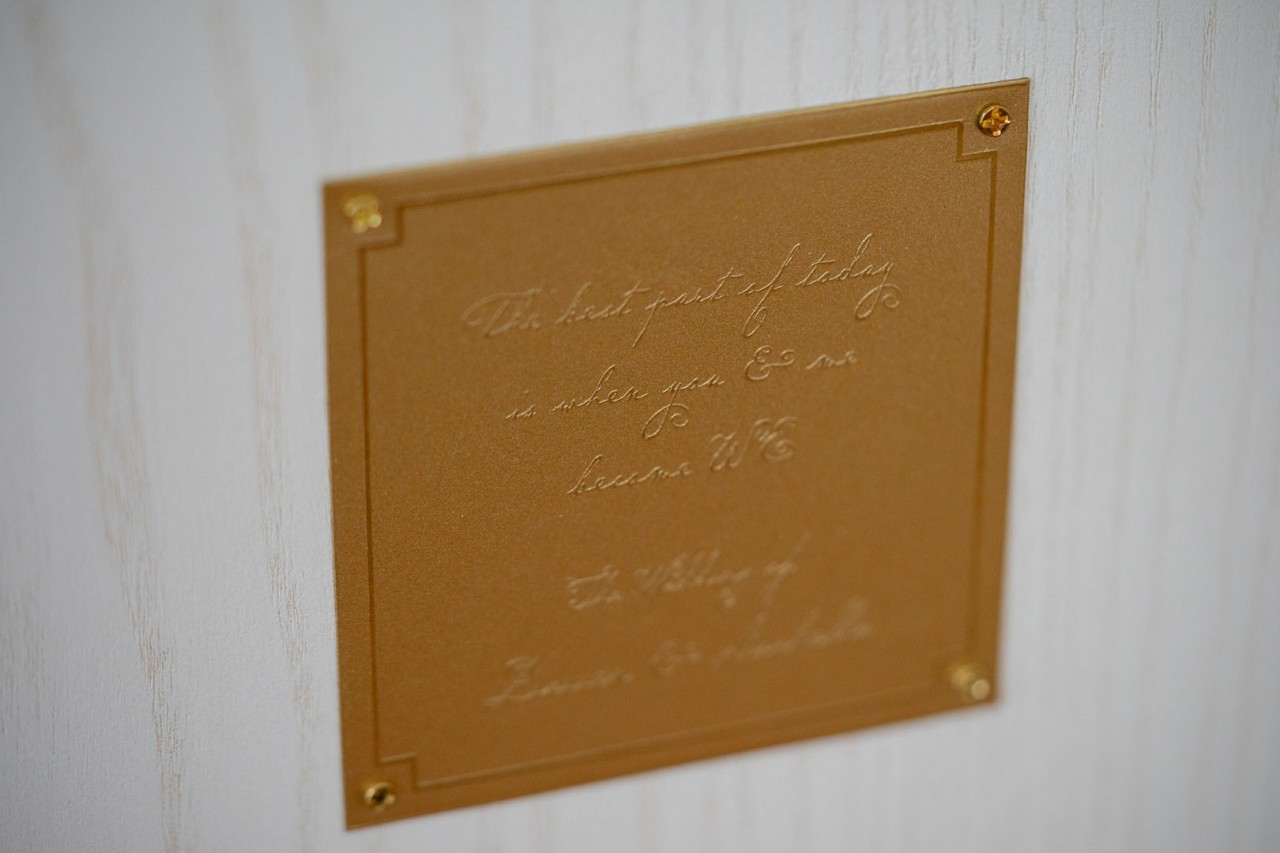 The best part of today
is when you & me
become WE
The Wedding of
&